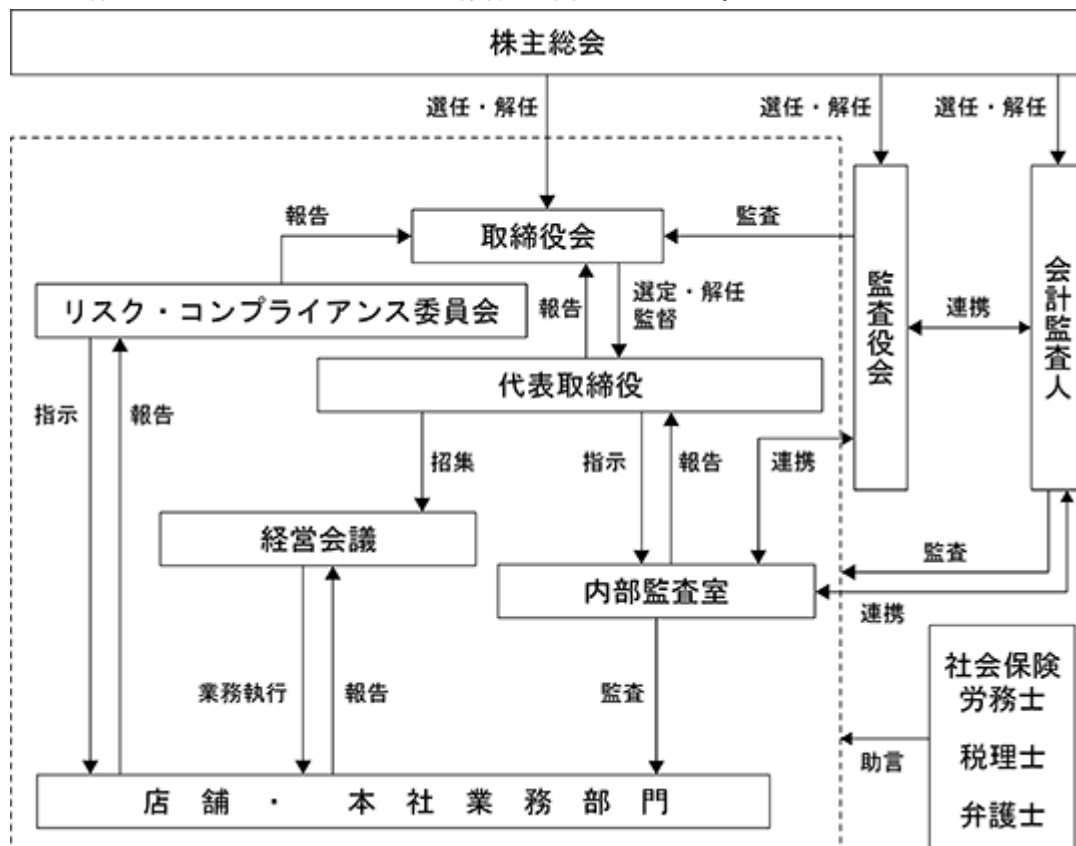 株主総会
選任・解任
選任・解任
選任・解任
報告
取締役会
監査
リスク・コンプライアンス委員会
報告
選定・解任
監督
監査役会
連携
会計監査人
代表取締役
指示
報告
招集
指示
報告
連携
経営会議
監査
内部監査室
連携
業務執行
報告
監査
社会保険
労務士
税理士
弁護士
助言
店舗・本社業務部門